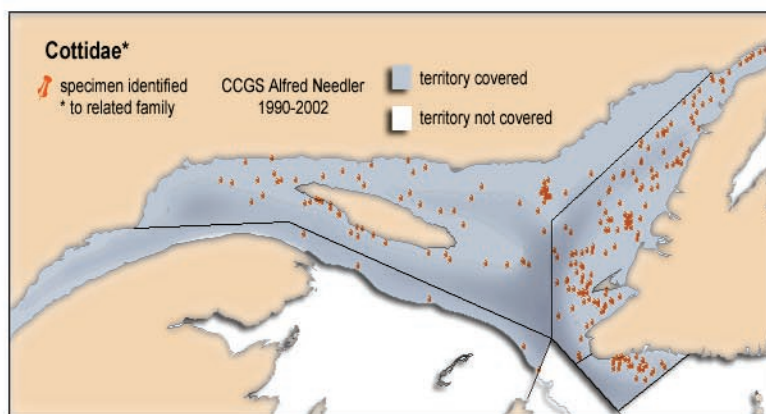 Cottidae*
specimen identified
* to related family
CCGS Alfred Needler
1990-2002
territory covered
territory not covered